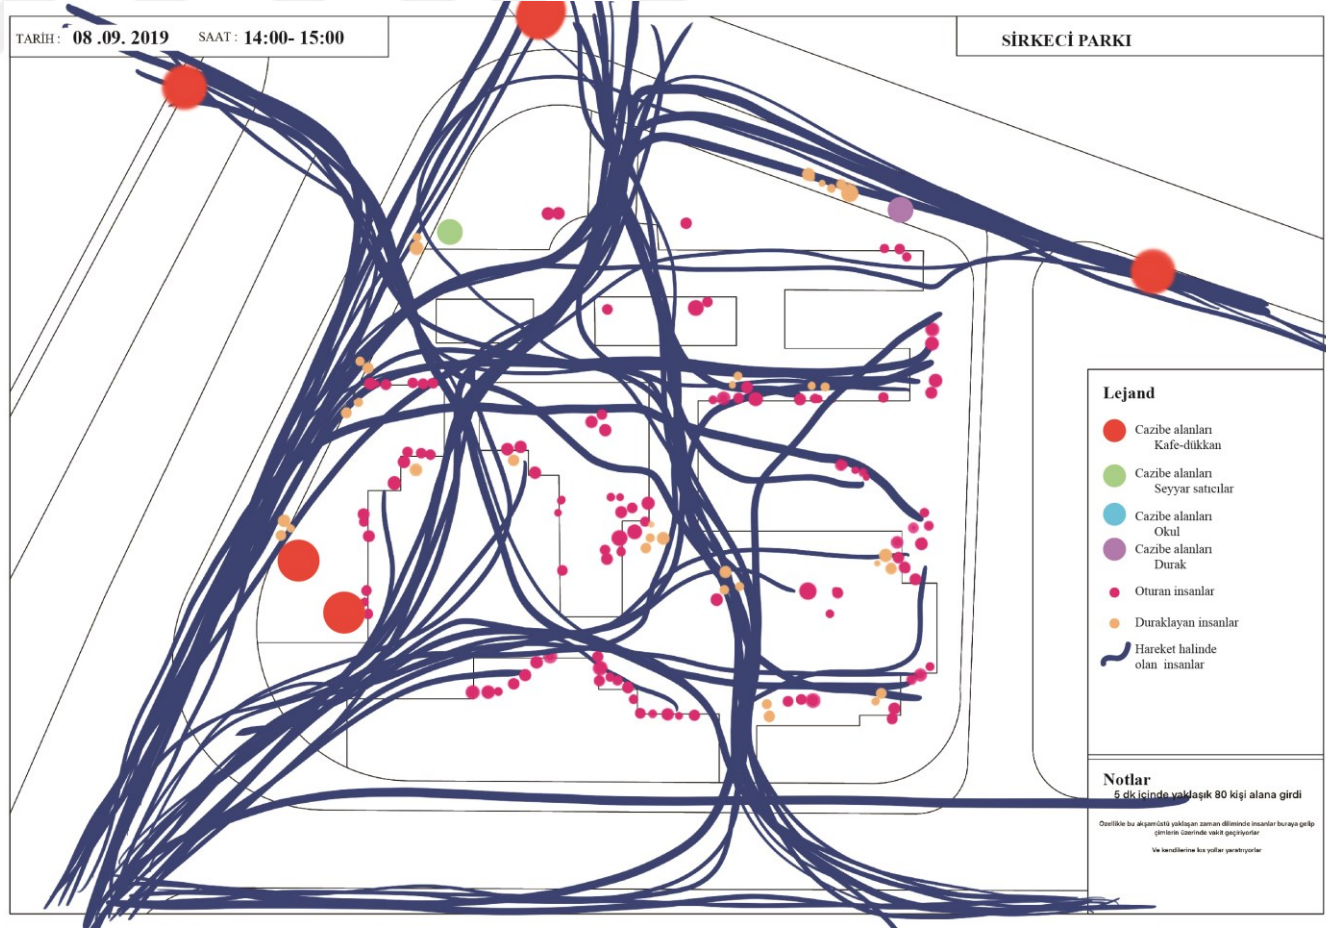 TARİH : 08 .09. 2019 SAAT : 14:00- 15:00
SİRKECİ PARKI
Lejand
Cazibe alanları
Kafe-dükkan
Cazibe alanları
Seyyar satıcılar
Cazibe alanları
Okul
Cazibe alanları
Durak
Oturan insanlar
Duraklayan insanlar
Hareket halinde
olan insanlar
Notlar
5 dk içinde yaklaşık 80 kişi alana girdi
Özellikle bu akşamüstü yaklaşan zaman diliminde insanlar buraya gelip
çimlerin üzerinde vakit geçiriyorlar
Ve kendilerine kıs yollar yaratıyorlar